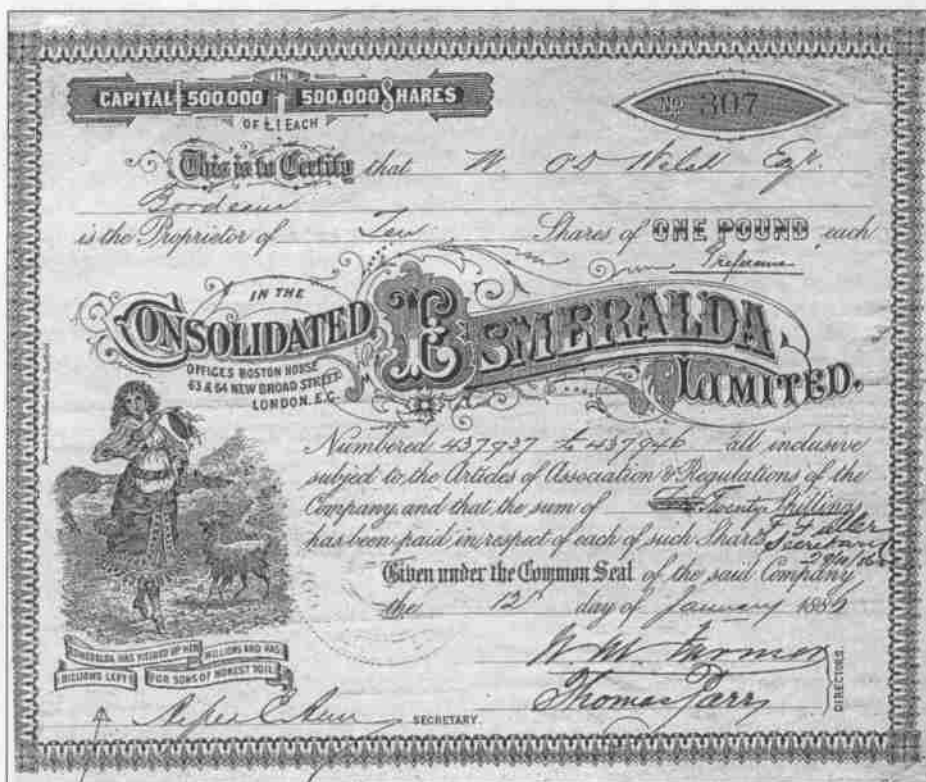 CAPITAL £500,000 IN 500,000 SHARES
OF £1 EACH
No. 307
This is to Certify that W. O'D Welsh Esqr.
Bordeaux
is the Proprietor of Ten Shares of ONE POUND each
Preference
IN THE
CONSOLIDATED ESMERALDA LIMITED.
OFFICES BOSTON HOUSE
63 & 64 NEW BROAD STREET
LONDON, E.C.
Numbered 437937 to 437946 all inclusive
subject to the Articles of Association & Regulations of the
Company and that the sum of Twenty Shillings
has been paid in respect of each of such Shares
Secretary
Given under the Common Seal of the said Company
the 12th day of January 1886
ESMERALDA HAS YIELDED UP HER MILLIONS AND HAS
BILLIONS LEFT FOR SONS OF HONEST TOIL
Thomas Parry
DIRECTORS.
SECRETARY.